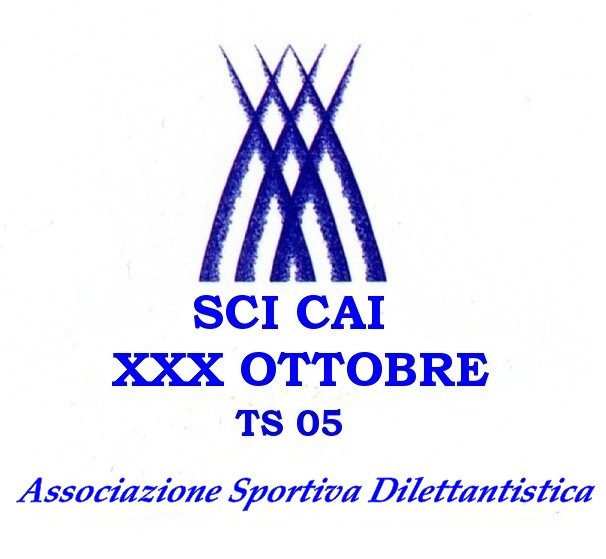 SCI CAI
XXX OTTOBRE
TS 05
Associazione Sportiva Dilettantistica